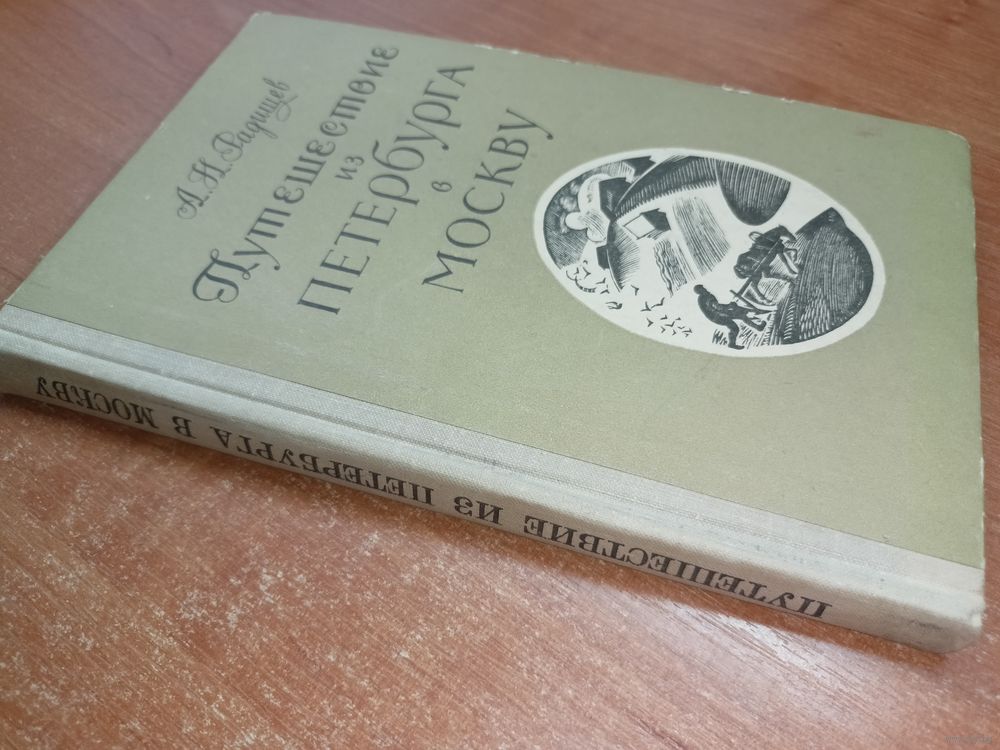 А. Н. Радищев
Путешествие
из
ПЕТЕРБУРГА
в
МОСКВУ
ПУТЕШЕСТВИЕ ИЗ ПЕТЕРБУРГА В МОСКВУ